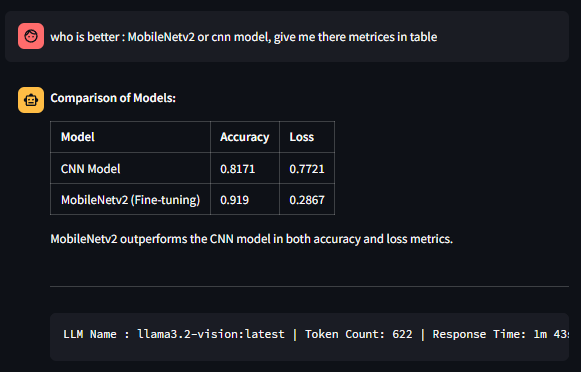 who is better : MobileNetv2 or cnn model, give me there metrices in table
Comparison of Models:
Model Accuracy Loss
CNN Model 0.8171 0.7721
MobileNetv2 (Fine-tuning) 0.919 0.2867
MobileNetv2 outperforms the CNN model in both accuracy and loss metrics.
LLM Name : llama3.2-vision:latest | Token Count: 622 | Response Time: 1m 43s